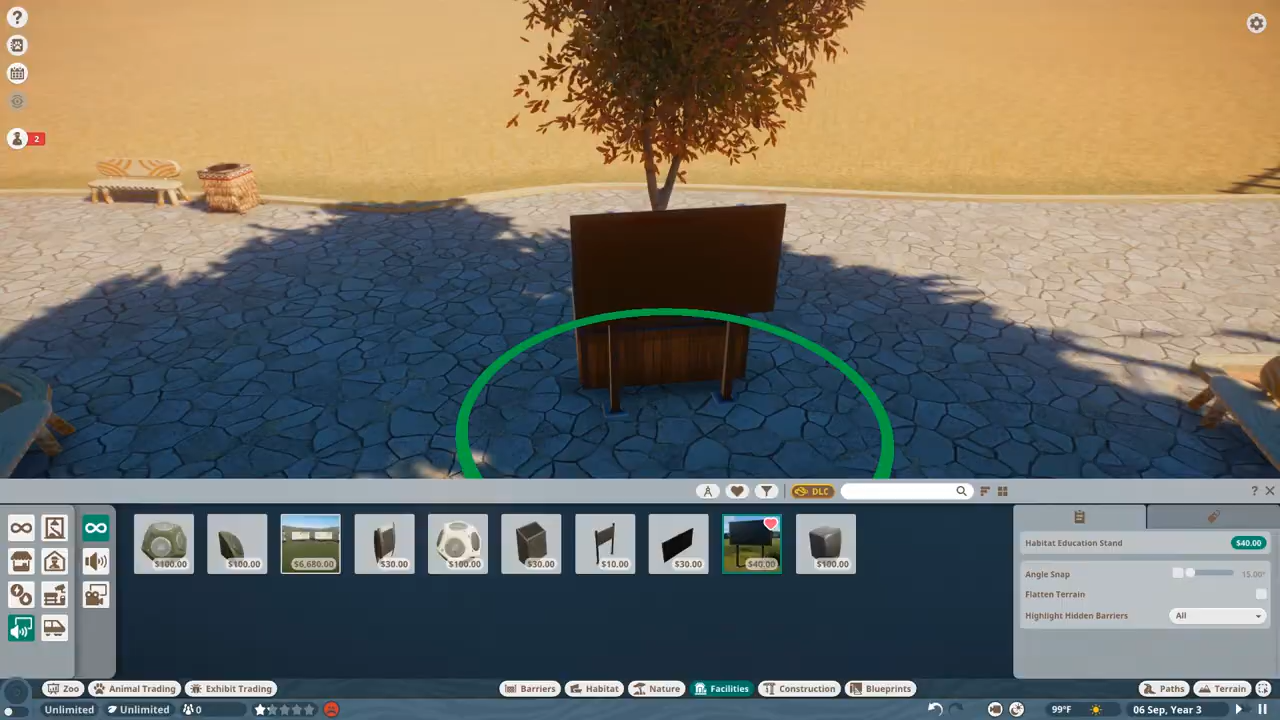 ?
2
DLC
? ×
$100.00 $100.00 $6,680.00 $30.00 $100.00 $30.00 $10.00 $30.00 $40.00 $100.00
Habitat Education Stand $40.00
Angle Snap 15.00°
Flatten Terrain
Highlight Hidden Barriers All
Zoo Animal Trading Exhibit Trading Barriers Habitat Nature Facilities Construction Blueprints Paths Terrain
Unlimited Unlimited 0 99°F 06 Sep, Year 3